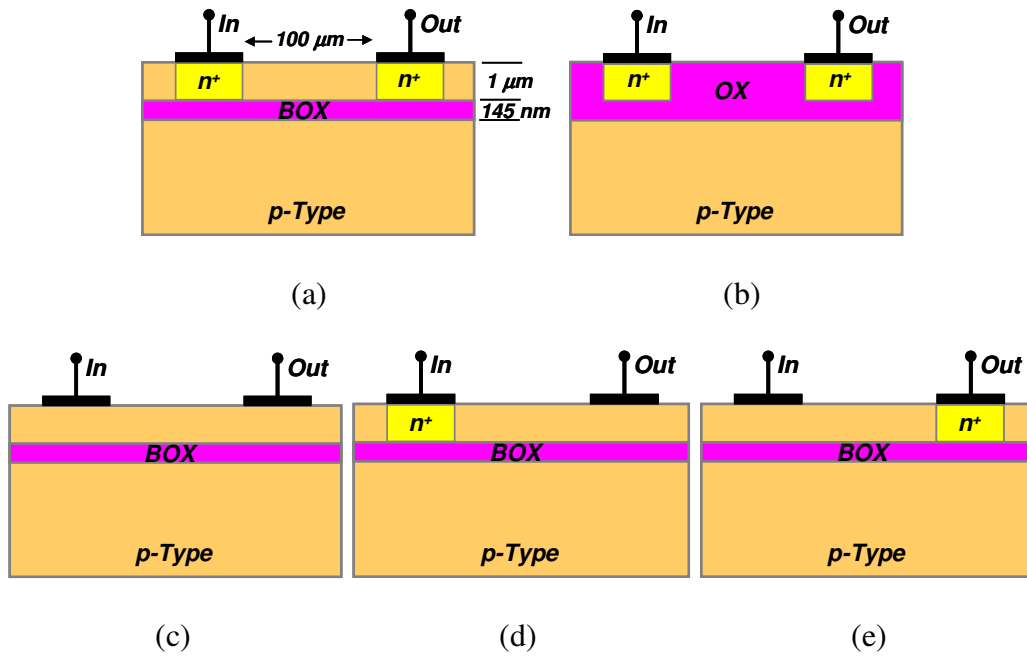 In
100 μm
Out
n⁺
n⁺
1 μm
BOX
145 nm
p-Type
(a)
In
Out
n⁺
OX
n⁺
p-Type
(b)
In
Out
BOX
p-Type
(c)
In
Out
n⁺
BOX
p-Type
(d)
In
Out
n⁺
BOX
p-Type
(e)